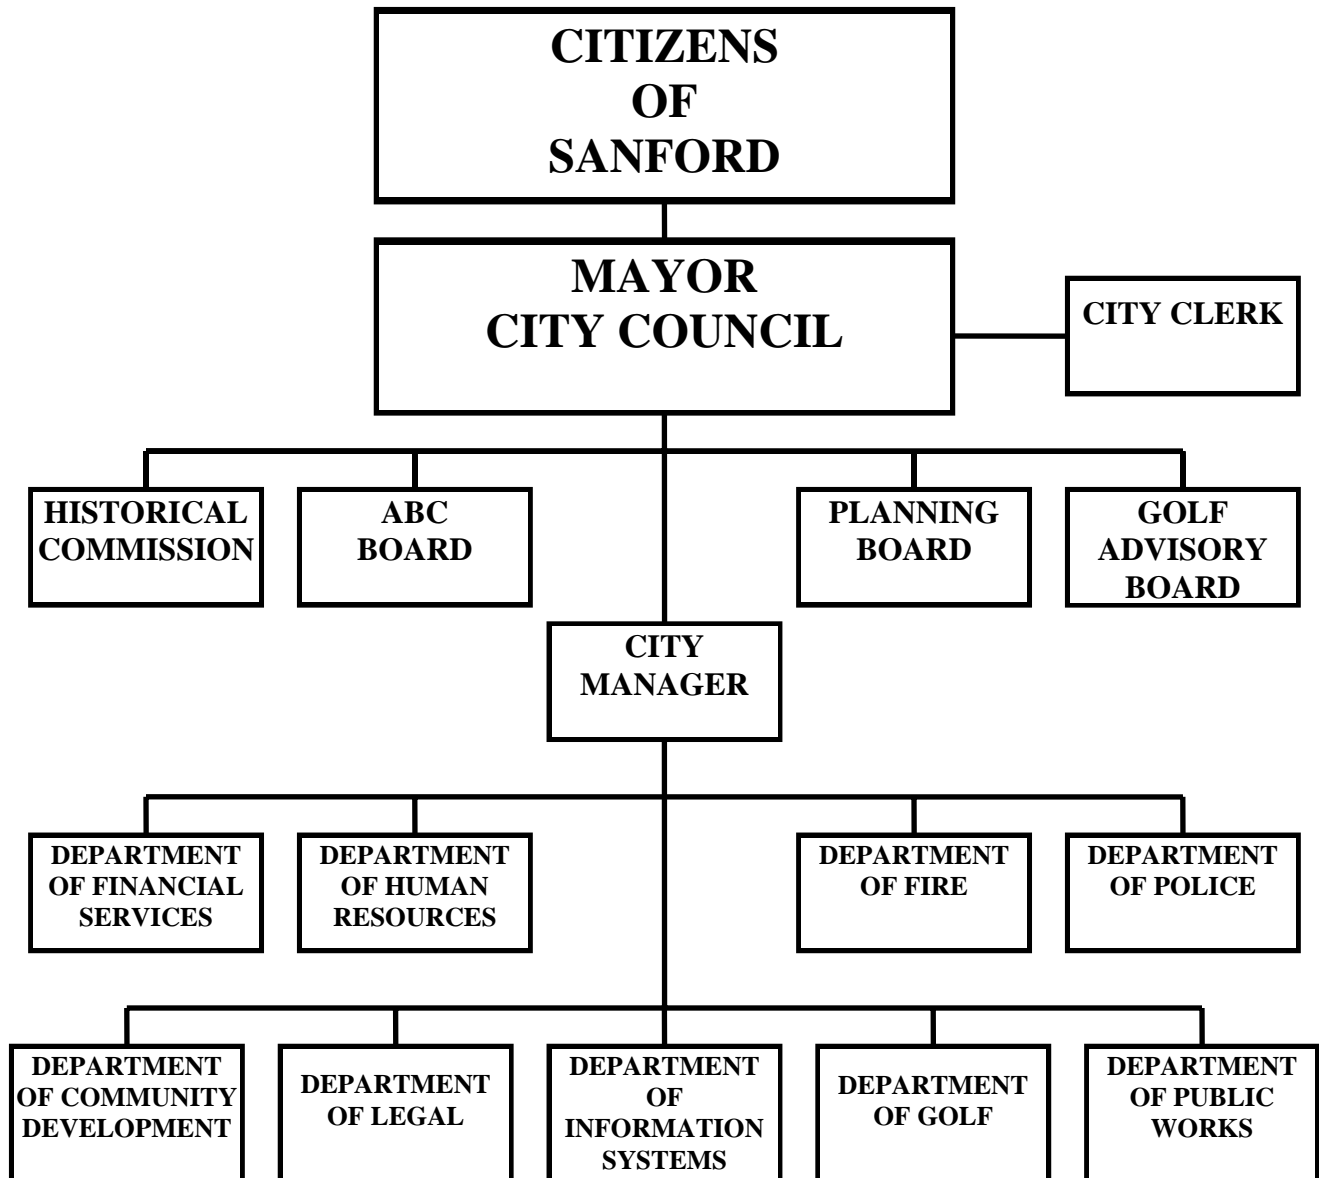 CITIZENS
OF
SANFORD
MAYOR
CITY COUNCIL
CITY CLERK
HISTORICAL
COMMISSION
ABC
BOARD
PLANNING
BOARD
GOLF
ADVISORY
BOARD
CITY
MANAGER
DEPARTMENT
OF FINANCIAL
SERVICES
DEPARTMENT
OF HUMAN
RESOURCES
DEPARTMENT
OF FIRE
DEPARTMENT
OF POLICE
DEPARTMENT
OF COMMUNITY
DEVELOPMENT
DEPARTMENT
OF LEGAL
DEPARTMENT
OF
INFORMATION
SYSTEMS
DEPARTMENT
OF GOLF
DEPARTMENT
OF PUBLIC
WORKS